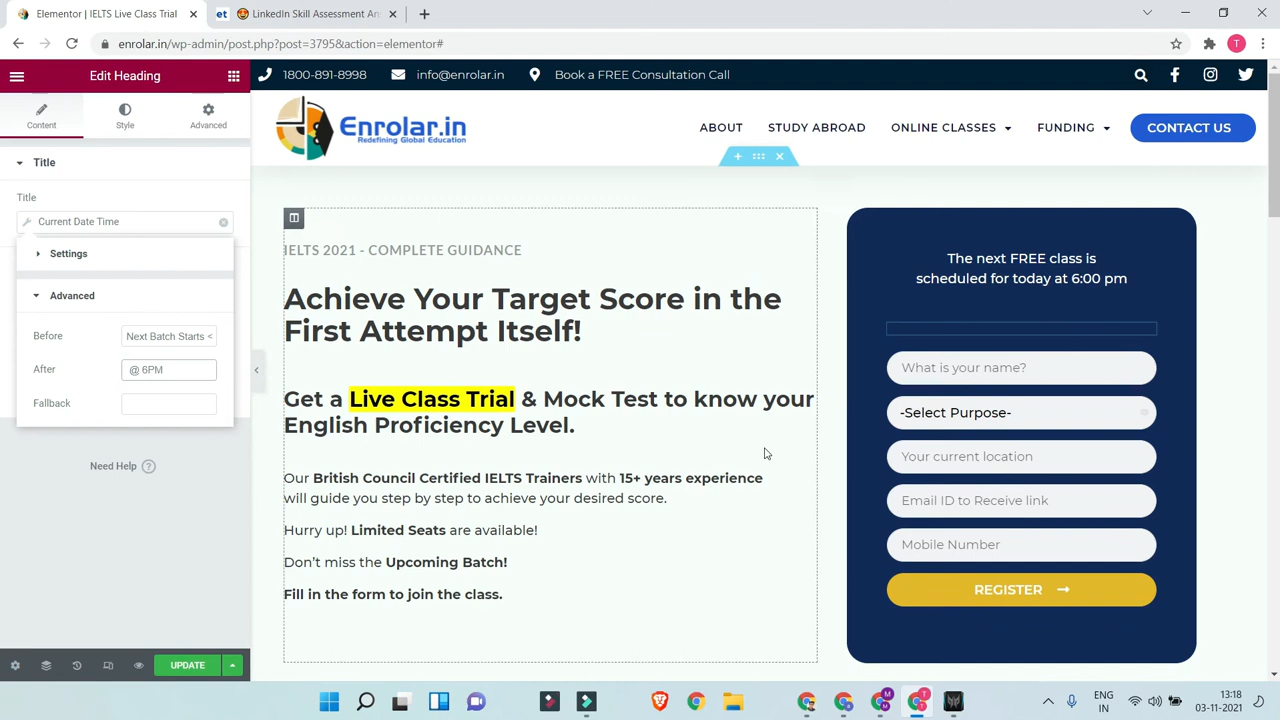 Elementor | IELTS Live Class Trial
LinkedIn Skill Assessment An
enrolar.in/wp-admin/post.php?post=3795&action=elementor#
T
Edit Heading
Content
Style
Advanced
Title
Title
Current Date Time
Settings
Advanced
Before
Next Batch Starts <
After
@ 6PM
Fallback
Need Help ?
UPDATE
1800-891-8998
info@enrolar.in
Book a FREE Consultation Call
Enrolar.in
Redefining Global Education
ABOUT
STUDY ABROAD
ONLINE CLASSES
FUNDING
CONTACT US
IELTS 2021 - COMPLETE GUIDANCE
Achieve Your Target Score in the
First Attempt Itself!
Get a Live Class Trial & Mock Test to know your
English Proficiency Level.
Our British Council Certified IELTS Trainers with 15+ years experience
will guide you step by step to achieve your desired score.
Hurry up! Limited Seats are available!
Don't miss the Upcoming Batch!
Fill in the form to join the class.
The next FREE class is
scheduled for today at 6:00 pm
What is your name?
-Select Purpose-
Your current location
Email ID to Receive link
Mobile Number
REGISTER
ENG
IN
13:18
03-11-2021